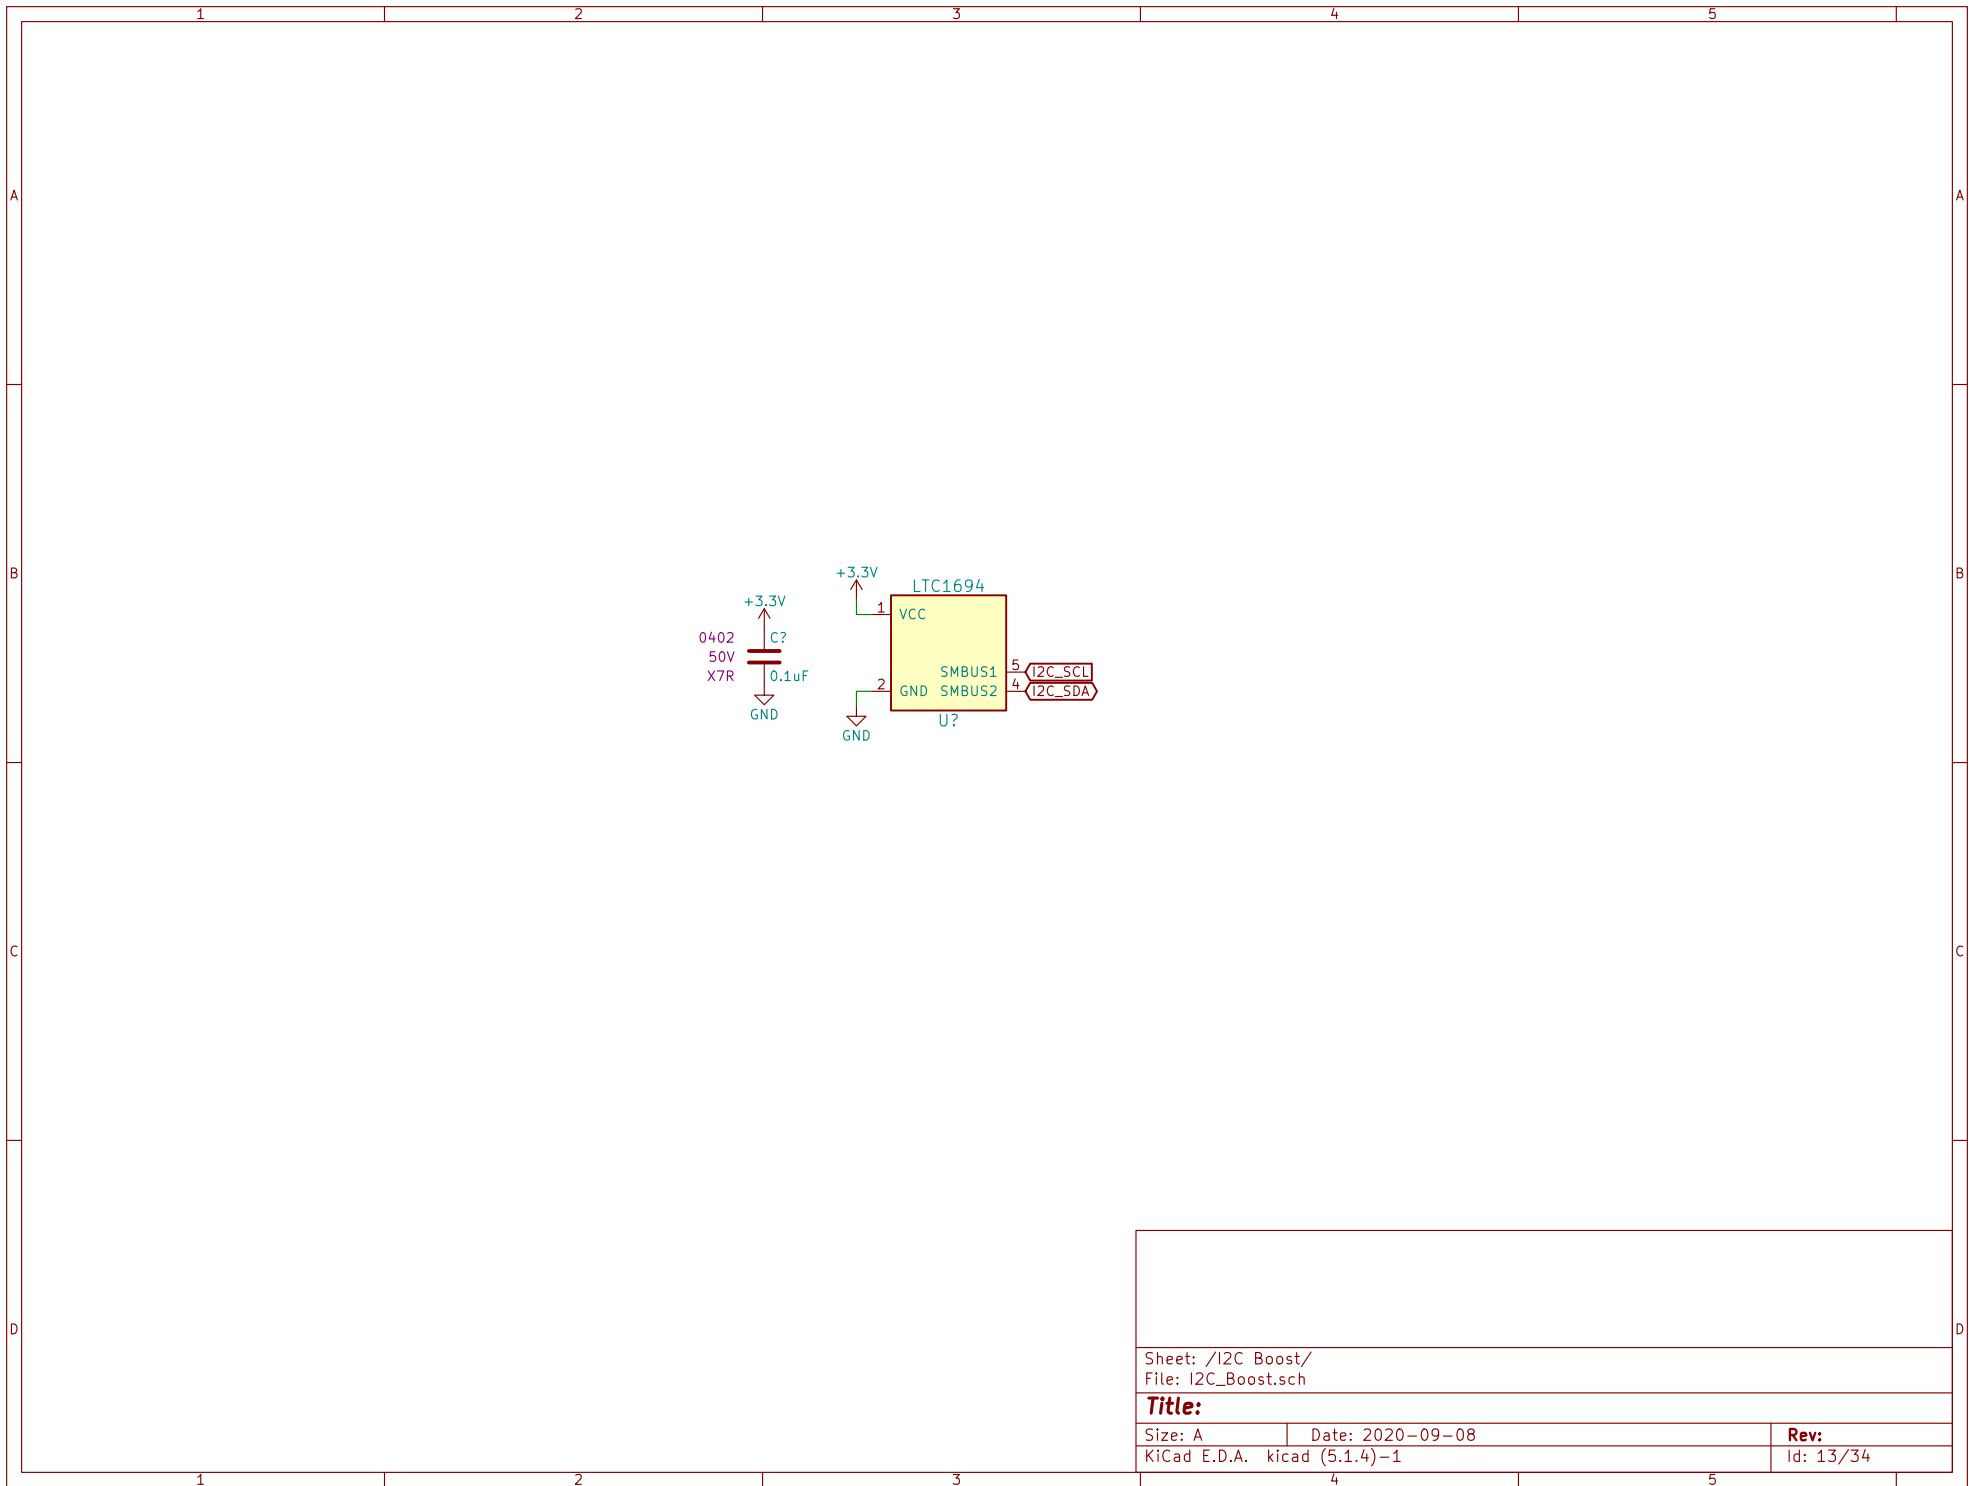 1 2 3 4 5
A A
B B
C C
D D
+3.3V
LTC1694
+3.3V
1 VCC
0402 C?
50V
X7R 0.1uF
SMBUS1 5 I2C_SCL
2 GND SMBUS2 4 I2C_SDA
GND
U?
GND
Sheet: /I2C Boost/
File: I2C_Boost.sch
Title:
Size: A Date: 2020-09-08 Rev:
KiCad E.D.A. kicad (5.1.4)-1 Id: 13/34
1 2 3 4 5